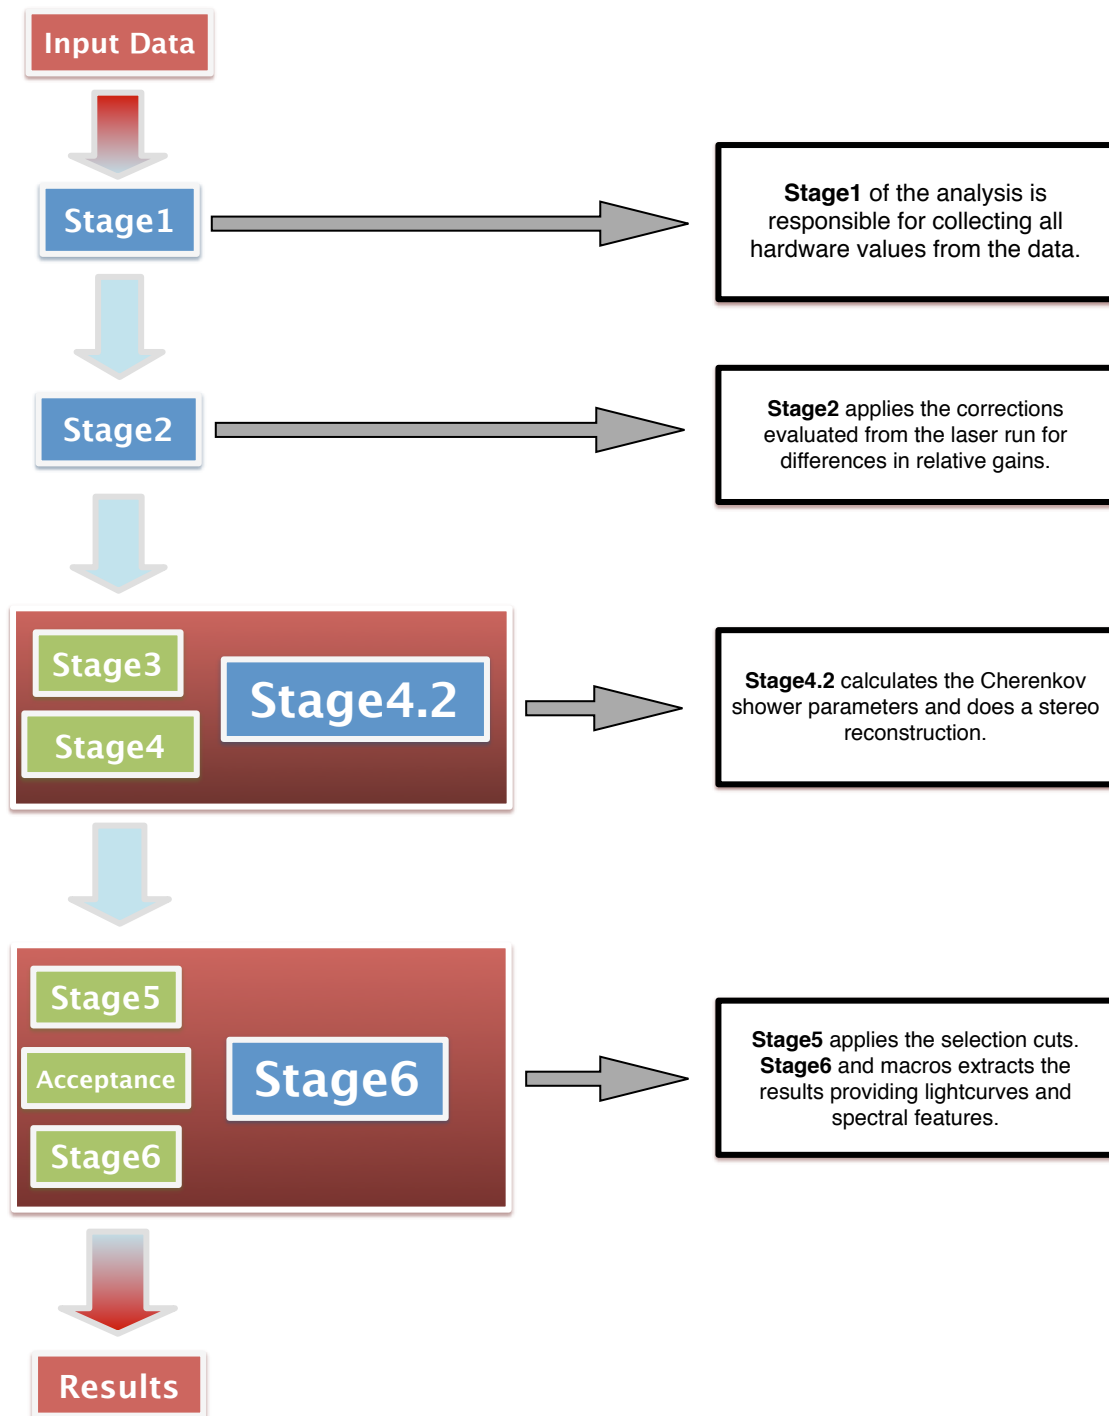 Input Data
Stage1
Stage1 of the analysis is
responsible for collecting all
hardware values from the data.
Stage2
Stage2 applies the corrections
evaluated from the laser run for
differences in relative gains.
Stage3
Stage4
Stage4.2
Stage4.2 calculates the Cherenkov
shower parameters and does a stereo
reconstruction.
Stage5
Acceptance
Stage6
Stage6
Stage5 applies the selection cuts.
Stage6 and macros extracts the
results providing lightcurves and
spectral features.
Results